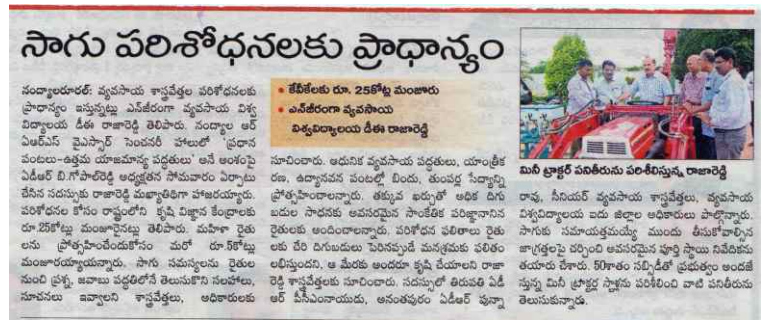 సాగు పరిశోధనలకు ప్రాధాన్యం
నంద్యాలరూరల్: వ్యవసాయ శాస్త్రవేత్తల పరిశోధనలకు
ప్రాధాన్యం ఇస్తున్నట్లు ఎన్‌జీరంగా వ్యవసాయ విశ్వ
విద్యాలయ డీఈ రాజారెడ్డి తెలిపారు. నంద్యాల ఆర్
ఏఆర్ఎస్ వైఎస్సార్ సెంచనరీ హాలులో 'ప్రధాన
పంటలు-ఉత్తమ యాజమాన్య పద్ధతులు' అనే అంశంపై
ఏడీఆర్ బి.గోపాల్‌రెడ్డి అధ్యక్షతన సోమవారం ఏర్పాటు
చేసిన సదస్సుకు రాజారెడ్డి ముఖ్యాతిథిగా హాజరయ్యారు.
పరిశోధనల కోసం రాష్ట్రంలోని కృషి విజ్ఞాన కేంద్రాలకు
రూ.25కోట్లు మంజూరైనట్లు తెలిపారు. మహిళా రైతు
లను ప్రోత్సహించేందుకోసం మరో రూ.5కోట్లు
మంజూరయ్యాయన్నారు. సాగు సమస్యలను రైతుల
నుంచి ప్రశ్న, జవాబు పద్ధతిలోనే తెలుసుకొని సలహాలు,
సూచనలు ఇవ్వాలని శాస్త్రవేత్తలు, అధికారులకు
• కేవీకేలకు రూ. 25కోట్ల మంజూరు
• ఎన్‌జీరంగా వ్యవసాయ
విశ్వవిద్యాలయ డీఈ రాజారెడ్డి
సూచించారు. ఆధునిక వ్యవసాయ పద్ధతులు, యాంత్రీక
రణ, ఉద్యానవన పంటల్లో బిందు, తుంపర్ల సేద్యాన్ని
ప్రోత్సహించాలన్నారు. తక్కువ ఖర్చుతో అధిక దిగు
బడుల సాధనకు అవసరమైన సాంకేతిక పరిజ్ఞానాన్ని
రైతులకు అందించాలన్నారు. పరిశోధన ఫలితాలు రైతు
లకు చేరి దిగుబడులు పెరిగినప్పుడే మనశ్రమకు ఫలితం
లభిస్తుందని, ఆ మేరకు అందరూ కృషి చేయాలని రాజా
రెడ్డి శాస్త్రవేత్తలకు సూచించారు. సదస్సులో తిరుపతి ఏడీ
ఆర్ పీసీఎంనాయుడు, అనంతపురం ఏడీఆర్ పున్నా
మినీ ట్రాక్టర్ పనితీరును పరిశీలిస్తున్న రాజారెడ్డి
రావు, సీనియర్ వ్యవసాయ శాస్త్రవేత్తలు, వ్యవసాయ
విశ్వవిద్యాలయ ఐదు జిల్లాల అధికారులు పాల్గొన్నారు.
సాగుకు సమాయత్తమయ్యే ముందు తీసుకోవాల్సిన
జాగ్రత్తలపై చర్చించి అవసరమైన పూర్తి స్థాయి నివేదికను
తయారు చేశారు. 50శాతం సబ్సిడీతో ప్రభుత్వం అందజే
స్తున్న మినీ ట్రాక్టర్ల స్టాళ్లను పరిశీలించి వాటి పనితీరును
తెలుసుకున్నారు.